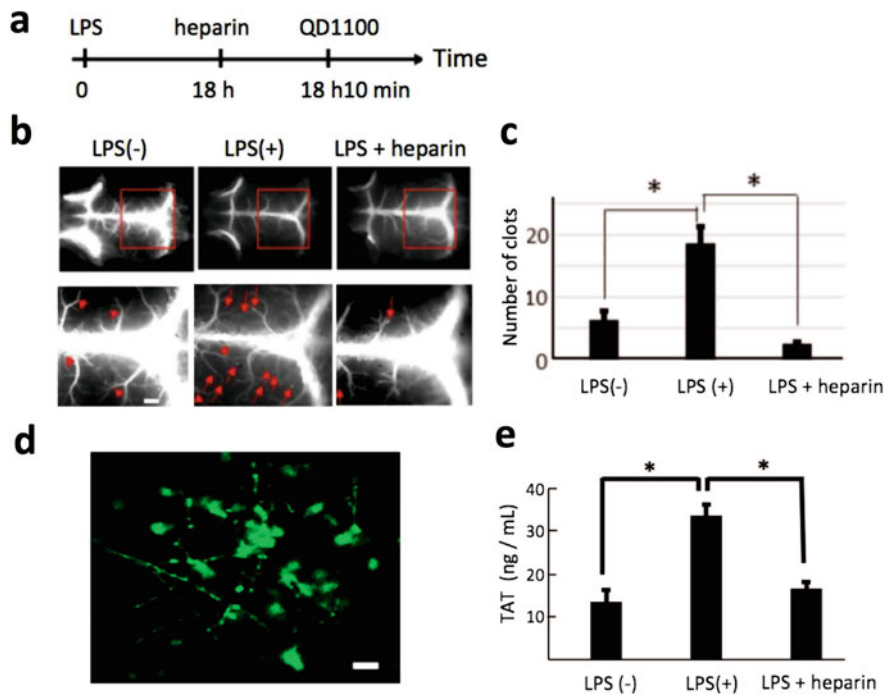 a
LPS heparin QD1100
Time
0 18 h 18 h10 min
b
LPS(-) LPS(+) LPS + heparin
c
* *
Number of clots
20
10
0
LPS(-) LPS (+) LPS + heparin
d
e
* *
TAT (ng / mL)
40
30
20
10
LPS (-) LPS(+) LPS + heparin